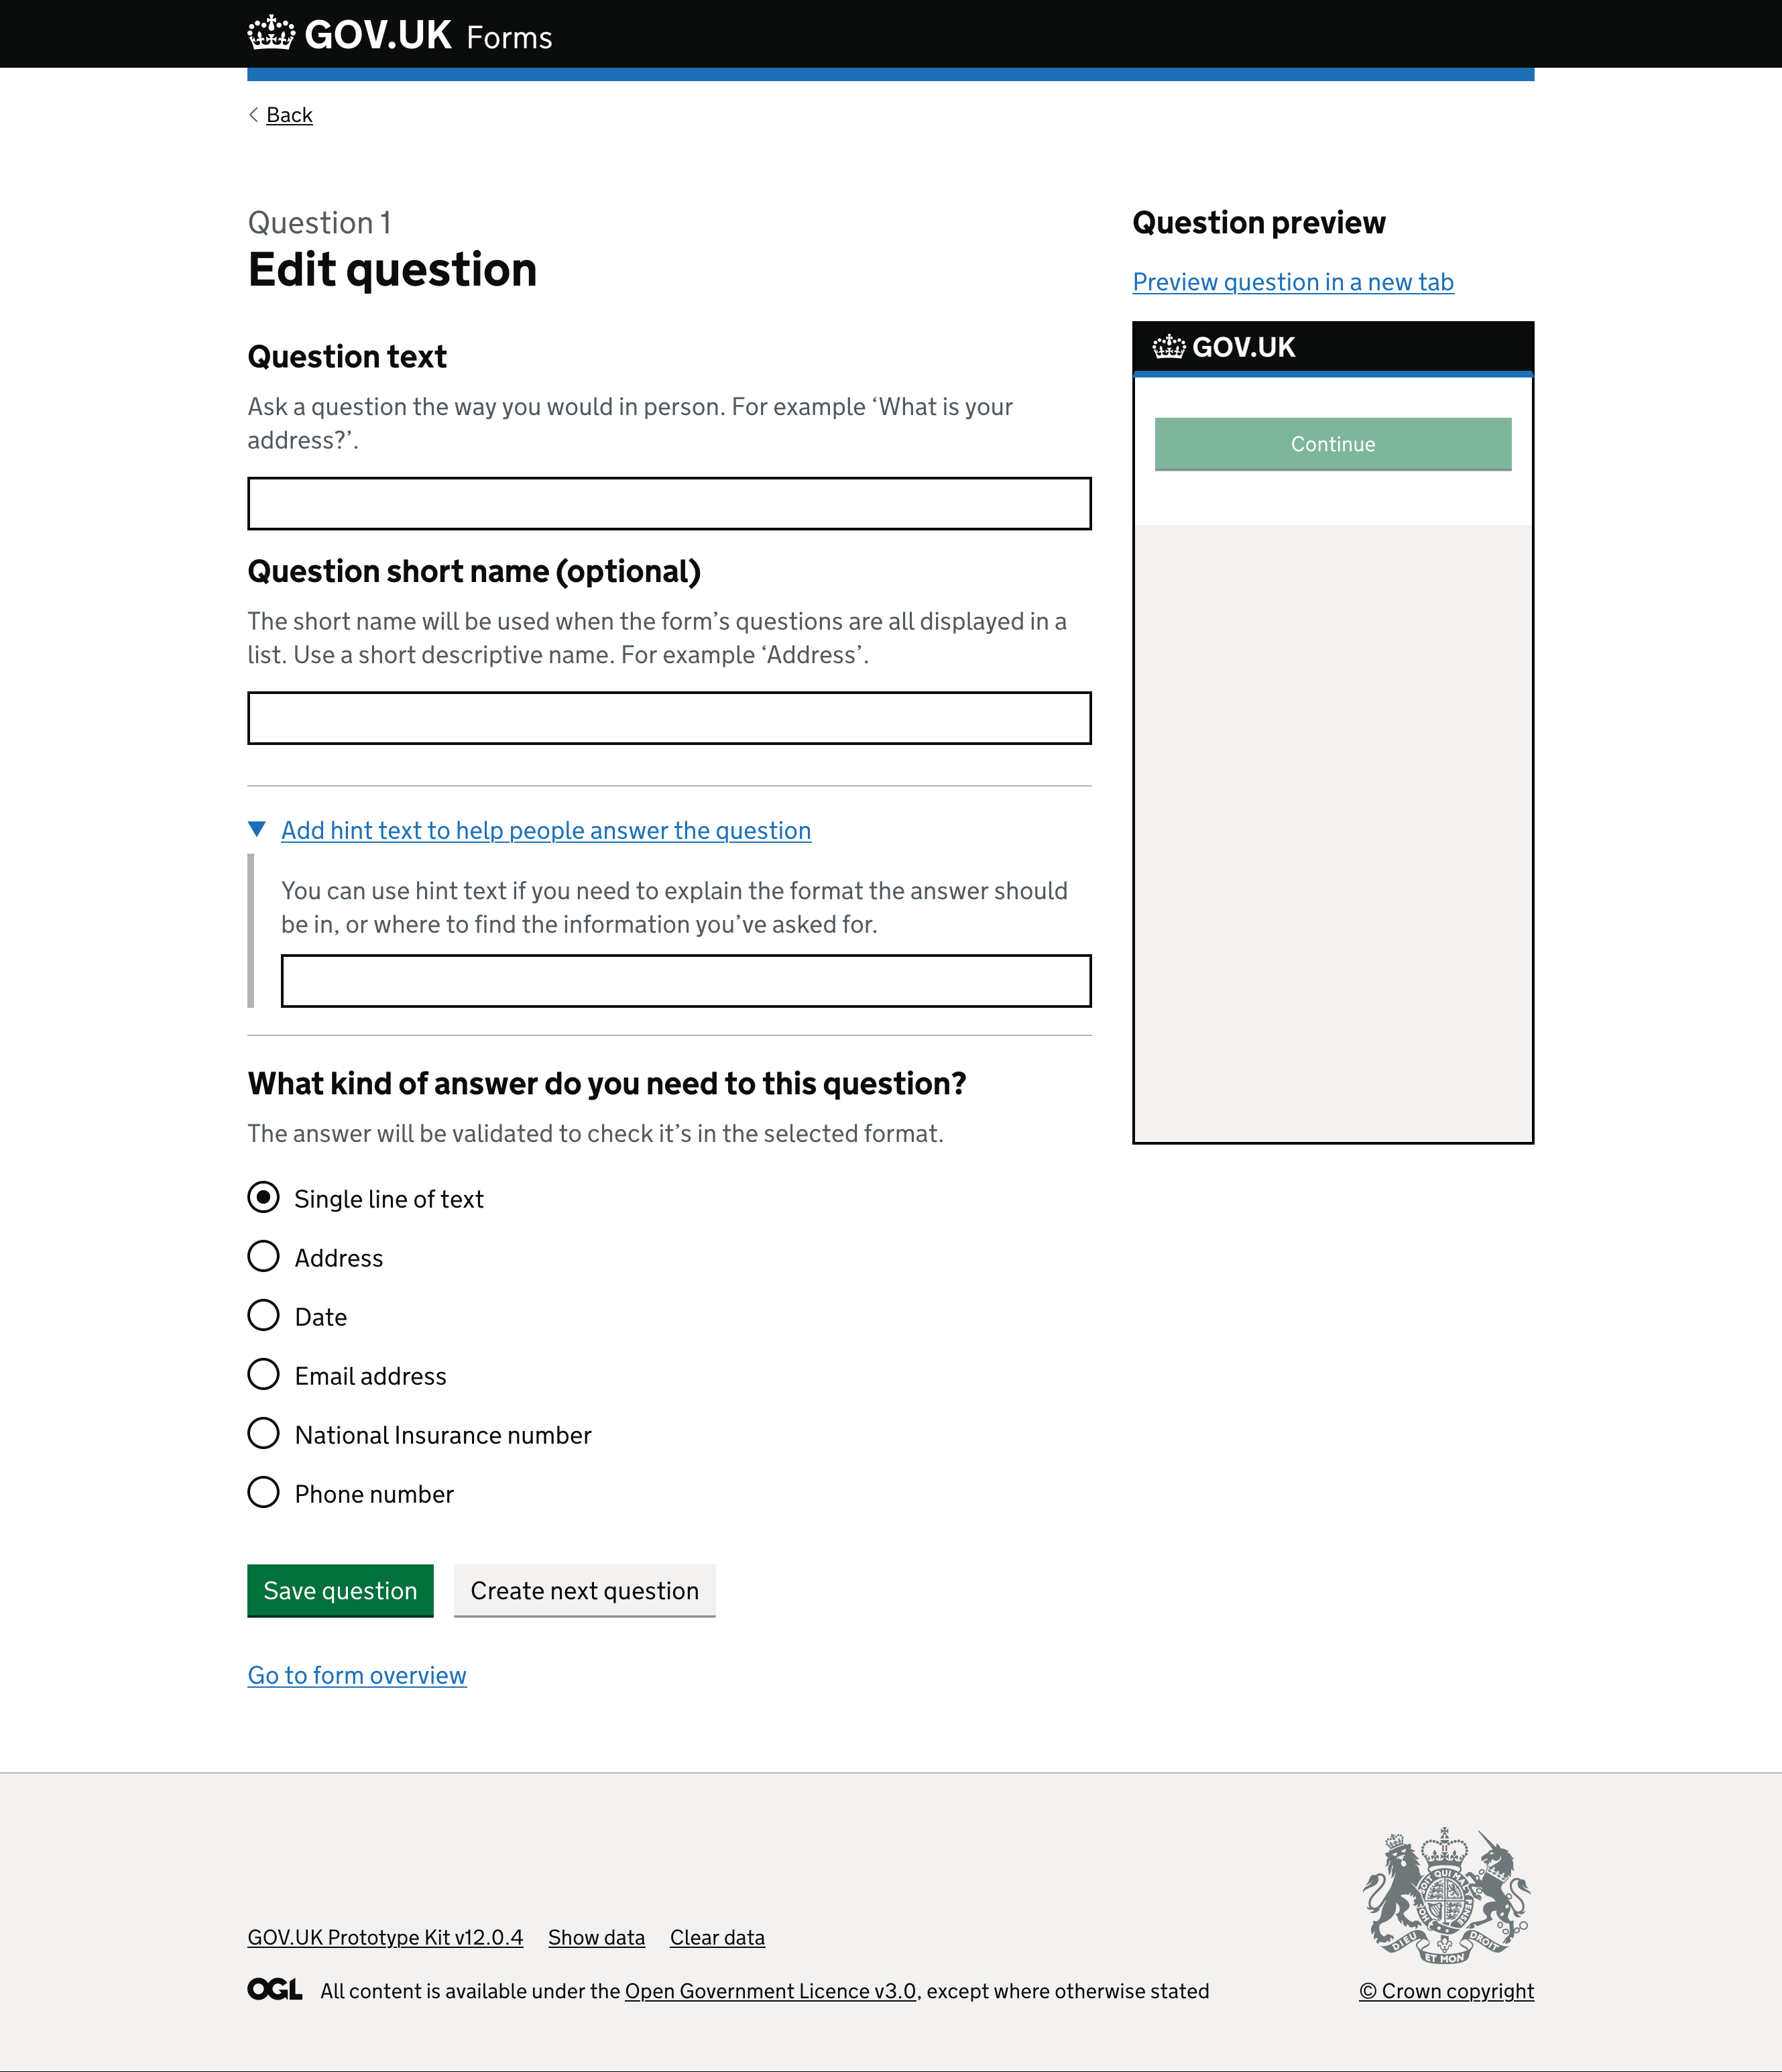 GOV.UK Forms
Back
Question 1
Edit question
Question text
Ask a question the way you would in person. For example ‘What is your
address?’.
Question short name (optional)
The short name will be used when the form’s questions are all displayed in a
list. Use a short descriptive name. For example ‘Address’.
Add hint text to help people answer the question
You can use hint text if you need to explain the format the answer should
be in, or where to find the information you’ve asked for.
What kind of answer do you need to this question?
The answer will be validated to check it’s in the selected format.
Single line of text
Address
Date
Email address
National Insurance number
Phone number
Save question
Create next question
Go to form overview
Question preview
Preview question in a new tab
GOV.UK
Continue
GOV.UK Prototype Kit v12.0.4 Show data Clear data
OGL All content is available under the Open Government Licence v3.0, except where otherwise stated
DIEU ET MON DROIT
© Crown copyright